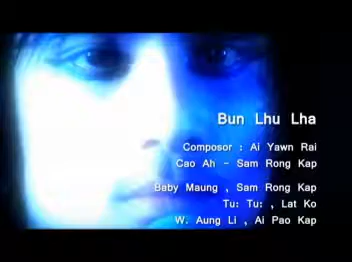 Bun Lhu Lha
Composor : Ai Yawn Rai
Cao Ah - Sam Rong Kap
Baby Maung , Sam Rong Kap
Tu: Tu: , Lat Ko
W. Aung Li , Ai Pao Kap